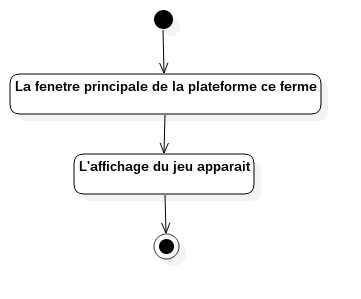 La fenetre principale de la plateforme ce ferme
L'affichage du jeu apparait